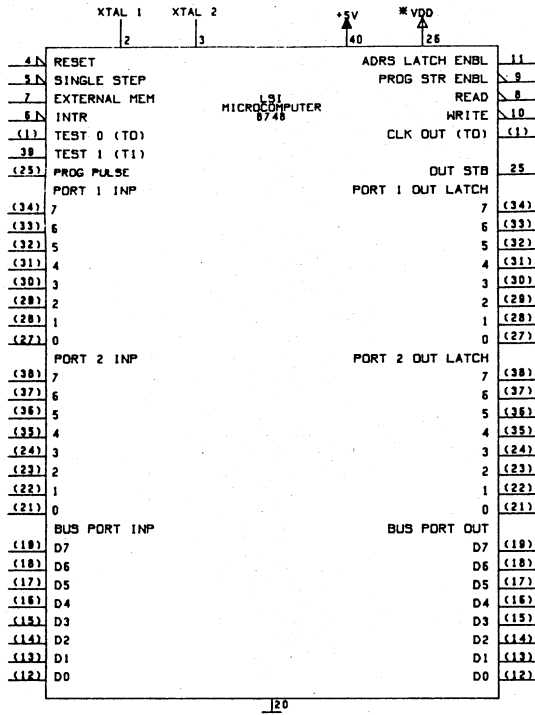 XTAL 1 XTAL 2 +5V *VDD
2 3 40 26
4 RESET ADRS LATCH ENBL 11
5 SINGLE STEP PROG STR ENBL 9
7 EXTERNAL MEM READ 8
6 INTR WRITE 10
LSI
MICROCOMPUTER
8748
(1) TEST 0 (TO) CLK OUT (TO) (1)
39 TEST 1 (T1)
(25) PROG PULSE OUT STB 25
PORT 1 INP PORT 1 OUT LATCH
(34) 7 7 (34)
(33) 6 6 (33)
(32) 5 5 (32)
(31) 4 4 (31)
(30) 3 3 (30)
(29) 2 2 (29)
(28) 1 1 (28)
(27) 0 0 (27)
PORT 2 INP PORT 2 OUT LATCH
(38) 7 7 (38)
(37) 6 6 (37)
(36) 5 5 (36)
(35) 4 4 (35)
(24) 3 3 (24)
(23) 2 2 (23)
(22) 1 1 (22)
(21) 0 0 (21)
BUS PORT INP BUS PORT OUT
(19) D7 D7 (19)
(18) D6 D6 (18)
(17) D5 D5 (17)
(16) D4 D4 (16)
(15) D3 D3 (15)
(14) D2 D2 (14)
(13) D1 D1 (13)
(12) D0 D0 (12)
20